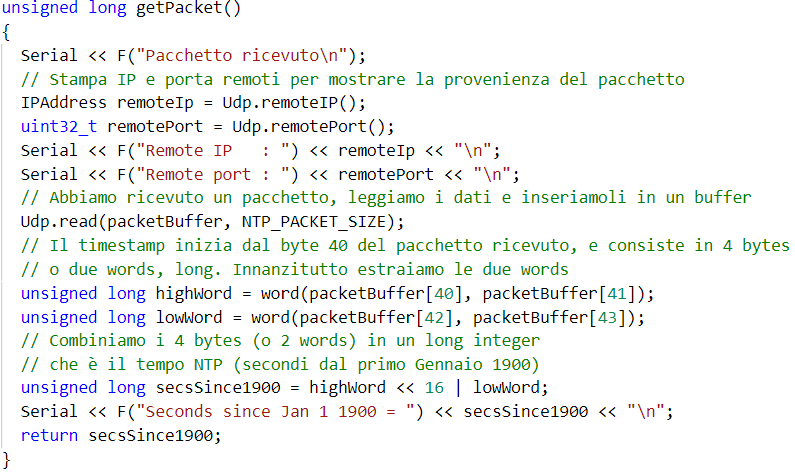 unsigned long getPacket()
{
  Serial << F("Pacchetto ricevuto\n");
  // Stampa IP e porta remoti per mostrare la provenienza del pacchetto
  IPAddress remoteIp = Udp.remoteIP();
  uint32_t remotePort = Udp.remotePort();
  Serial << F("Remote IP   : ") << remoteIp << "\n";
  Serial << F("Remote port : ") << remotePort << "\n";
  // Abbiamo ricevuto un pacchetto, leggiamo i dati e inseriamoli in un buffer
  Udp.read(packetBuffer, NTP_PACKET_SIZE);
  // Il timestamp inizia dal byte 40 del pacchetto ricevuto, e consiste in 4 bytes
  // o due words, long. Innanzitutto estraiamo le due words
  unsigned long highWord = word(packetBuffer[40], packetBuffer[41]);
  unsigned long lowWord = word(packetBuffer[42], packetBuffer[43]);
  // Combiniamo i 4 bytes (o 2 words) in un long integer
  // che è il tempo NTP (secondi dal primo Gennaio 1900)
  unsigned long secsSince1900 = highWord << 16 | lowWord;
  Serial << F("Seconds since Jan 1 1900 = ") << secsSince1900 << "\n";
  return secsSince1900;
}